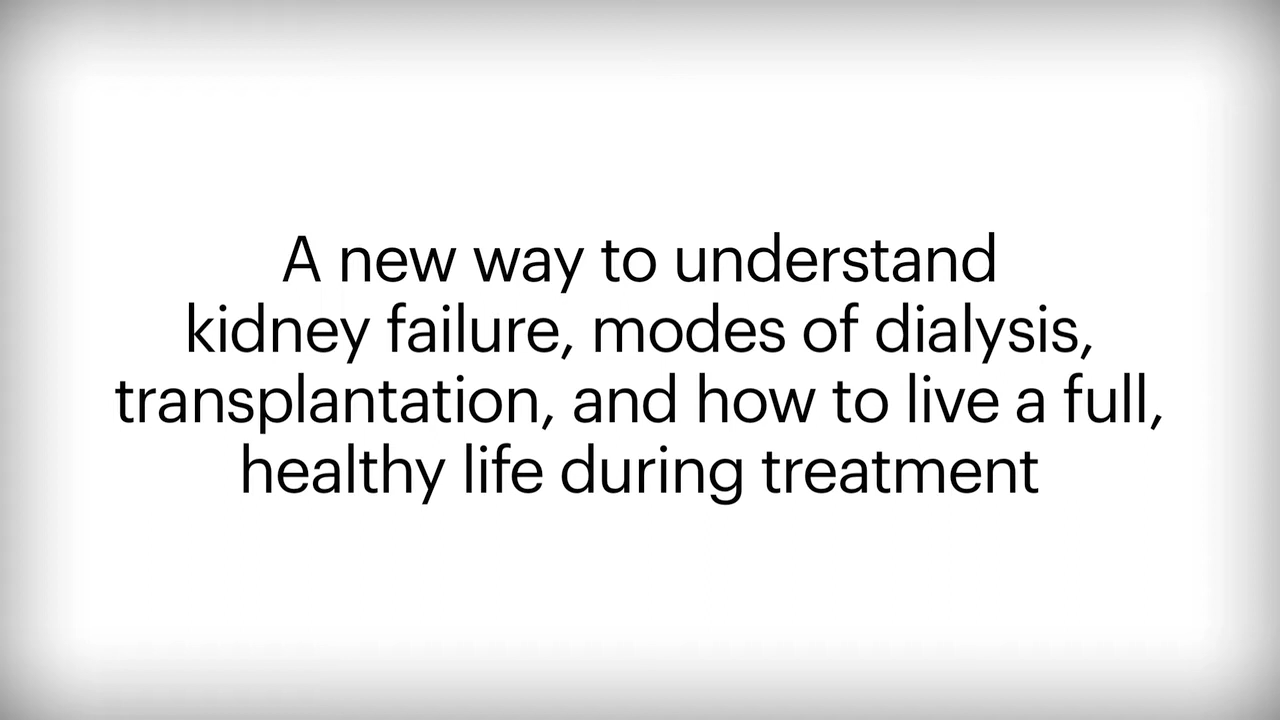 A new way to understand
kidney failure, modes of dialysis,
transplantation, and how to live a full,
healthy life during treatment